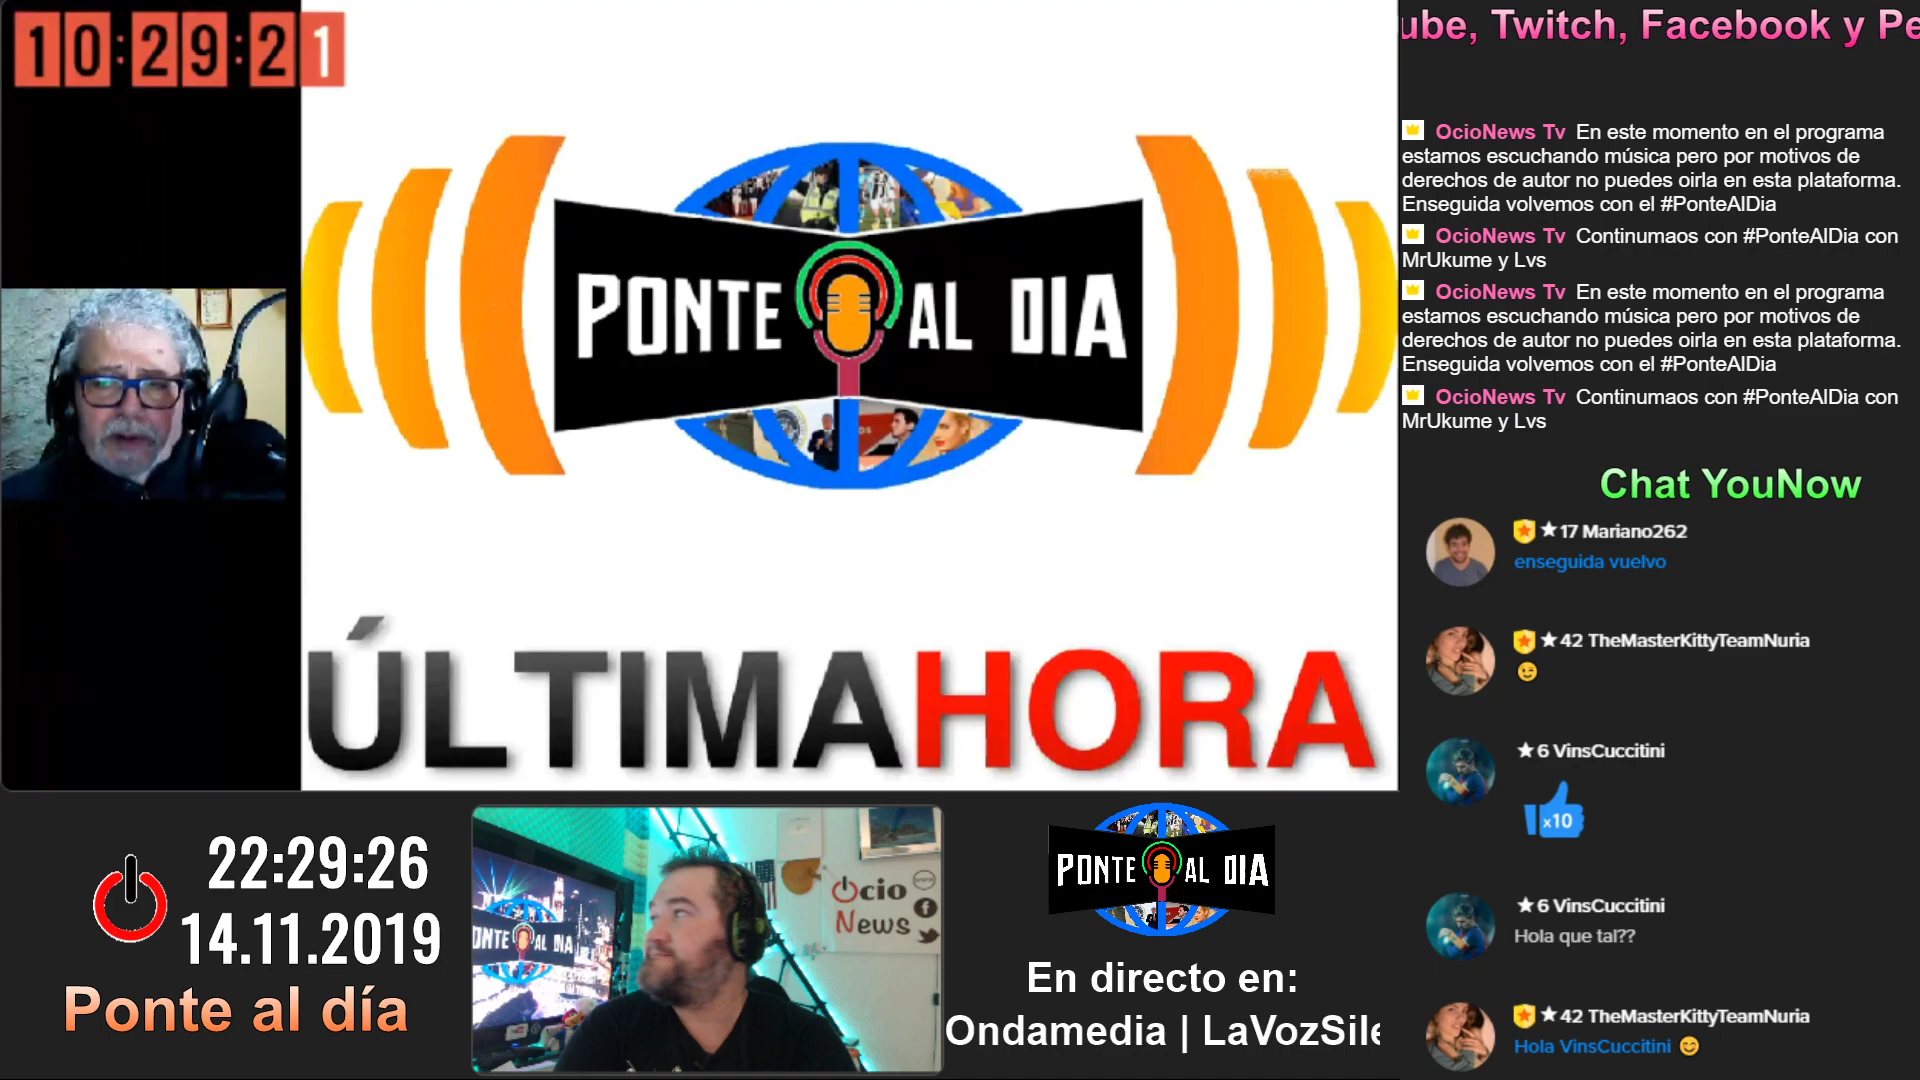 10:29:21
PONTE AL DIA
ÚLTIMAHORA
22:29:26
14.11.2019
Ponte al día
PONTE AL DIA
Ocio
News
PONTE AL DIA
En directo en:
Ondamedia | LaVozSile
ube, Twitch, Facebook y Pe
OcioNews Tv En este momento en el programa
estamos escuchando música pero por motivos de
derechos de autor no puedes oirla en esta plataforma.
Enseguida volvemos con el #PonteAlDia
OcioNews Tv Continumaos con #PonteAlDia con
MrUkume y Lvs
OcioNews Tv En este momento en el programa
estamos escuchando música pero por motivos de
derechos de autor no puedes oirla en esta plataforma.
Enseguida volvemos con el #PonteAlDia
OcioNews Tv Continumaos con #PonteAlDia con
MrUkume y Lvs
Chat YouNow
★17 Mariano262
enseguida vuelvo
★42 TheMasterKittyTeamNuria
😉
★6 VinsCuccitini
x10
★6 VinsCuccitini
Hola que tal??
★42 TheMasterKittyTeamNuria
Hola VinsCuccitini 😊